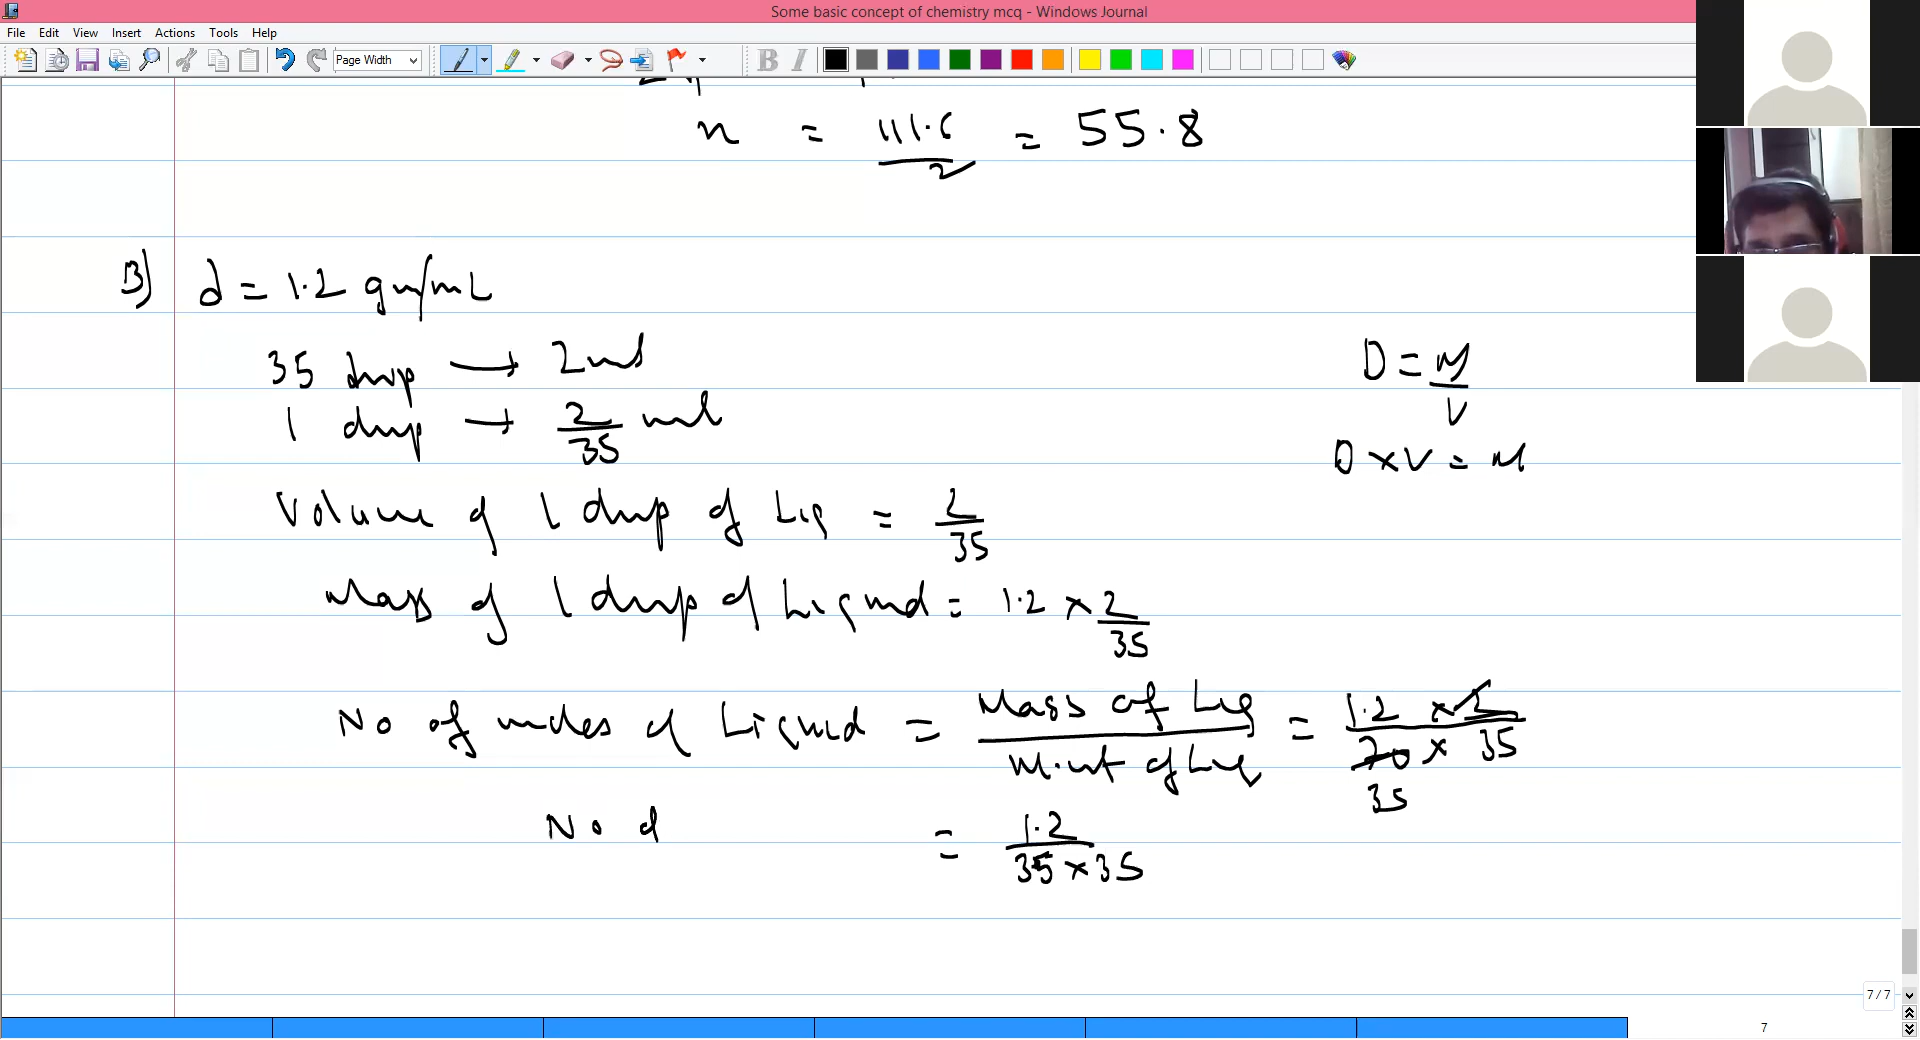 Some basic concept of chemistry mcq - Windows Journal
File Edit View Insert Actions Tools Help
Page Width
B I
n = 111.6 / 2 = 55.8
B) d = 1.2 gm/mL
35 drop → 2 ml
1 drop → 2/35 ml
D = M/V
D × V = M
Volume of 1 drop of Liq = 2/35
Mass of 1 drop of Liquid = 1.2 × 2/35
No of moles of Liquid = Mass of Liq / M.wt of Liq = 1.2 × 2 / 70 × 35
35
No of = 1.2 / 35 × 35
7 / 7
7